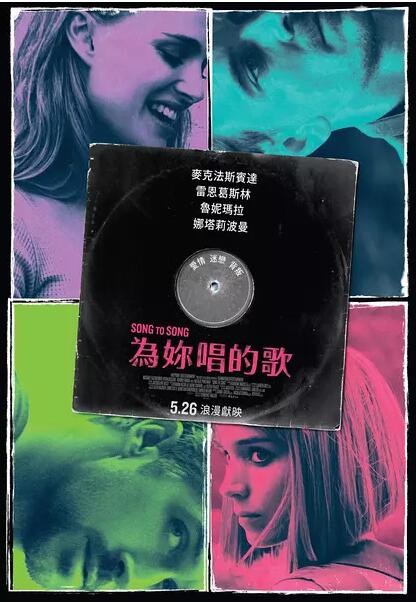 麥克法斯賓達
雷恩葛斯林
魯妮瑪拉
娜塔莉波曼
愛情 迷戀 背叛
SONG TO SONG
為妳唱的歌
5.26 浪漫獻映